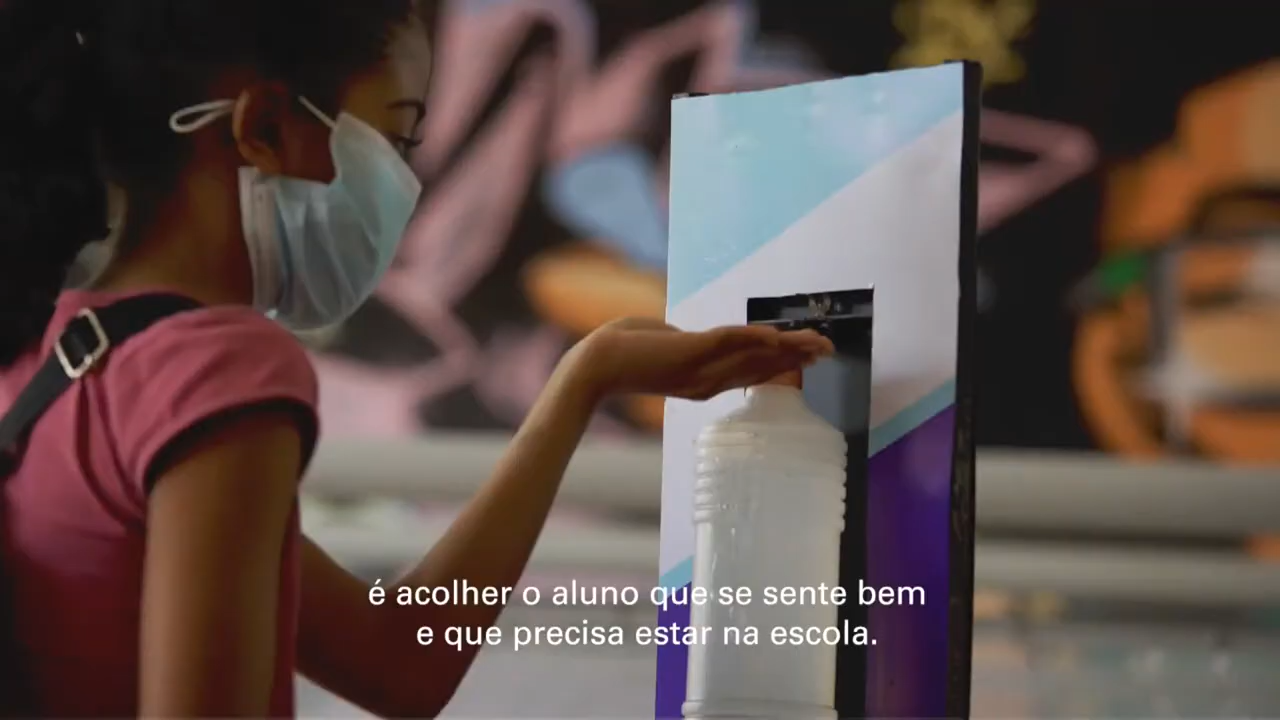 é acolher o aluno que se sente bem
e que precisa estar na escola.